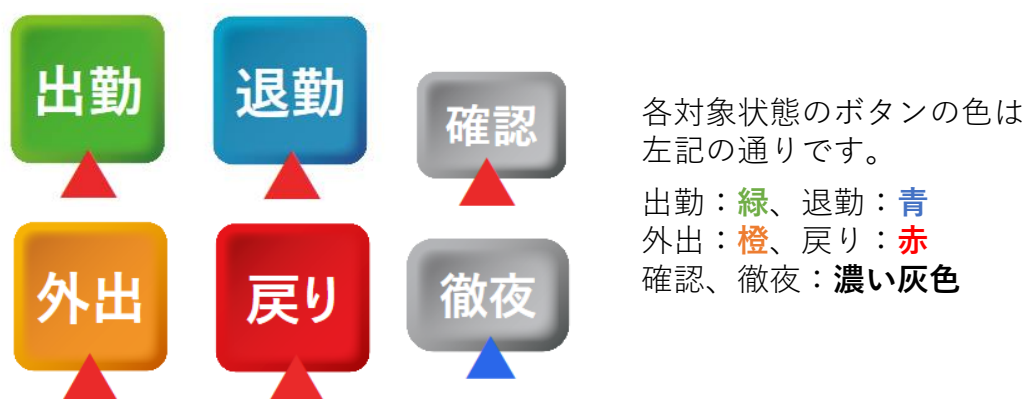 出勤
退勤
確認
外出
戻り
徹夜
各対象状態のボタンの色は
左記の通りです。
出勤：緑、退勤：青
外出：橙、戻り：赤
確認、徹夜：濃い灰色